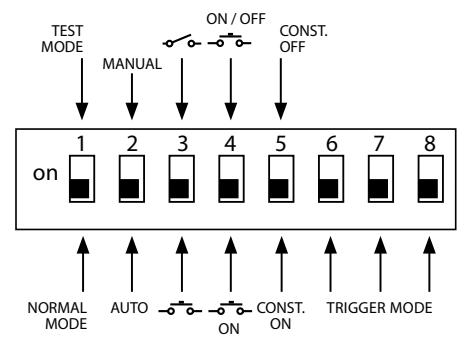 ON / OFF
TEST
MODE
CONST.
OFF
MANUAL
1 2 3 4 5 6 7 8
on
NORMAL
MODE
AUTO
ON
CONST.
ON
TRIGGER MODE